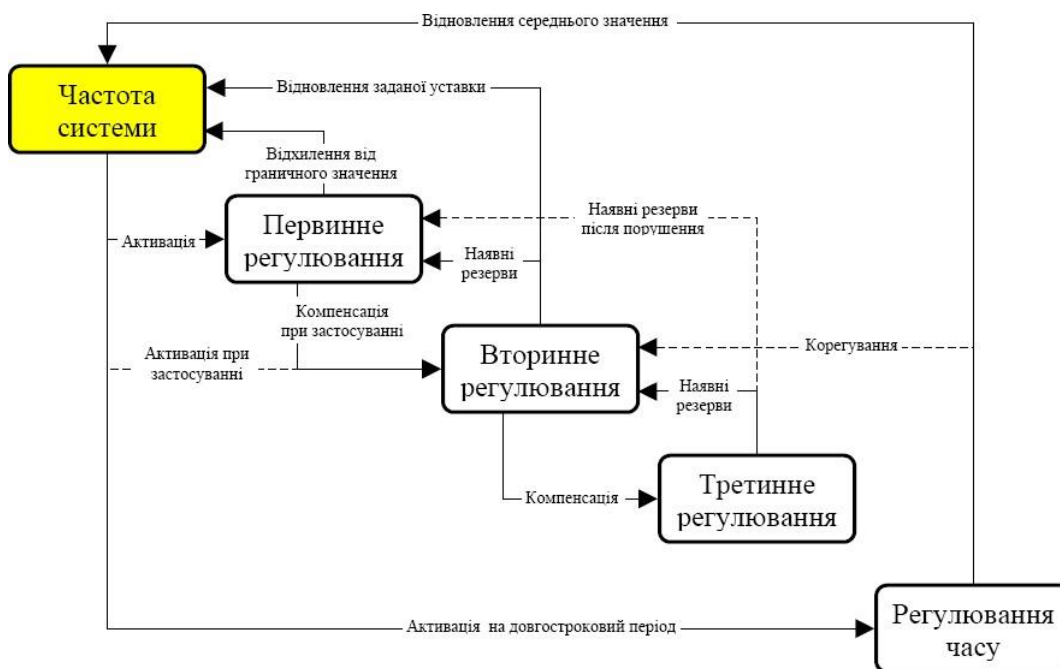 Відновлення середнього значення
Частота
системи
Відновлення заданої уставки
Відхилення від
граничного значення
Первинне
регулювання
Наявні резерви
після порушення
Активація
Наявні
резерви
Компенсація
при застосуванні
Активація при
застосуванні
Вторинне
регулювання
Корегування
Наявні
резерви
Третинне
регулювання
Компенсація
Регулювання
часу
Активація на довгостроковий період